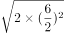 √(2 × (6/2)²)